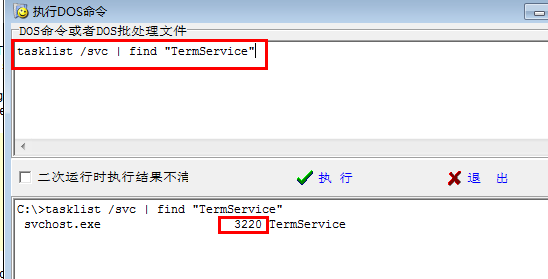 执行DOS命令
DOS命令或者DOS批处理文件
tasklist /svc | find "TermService"
二次运行时执行结果不消
执 行
退 出
C:\>tasklist /svc | find "TermService"
svchost.exe 3220 TermService